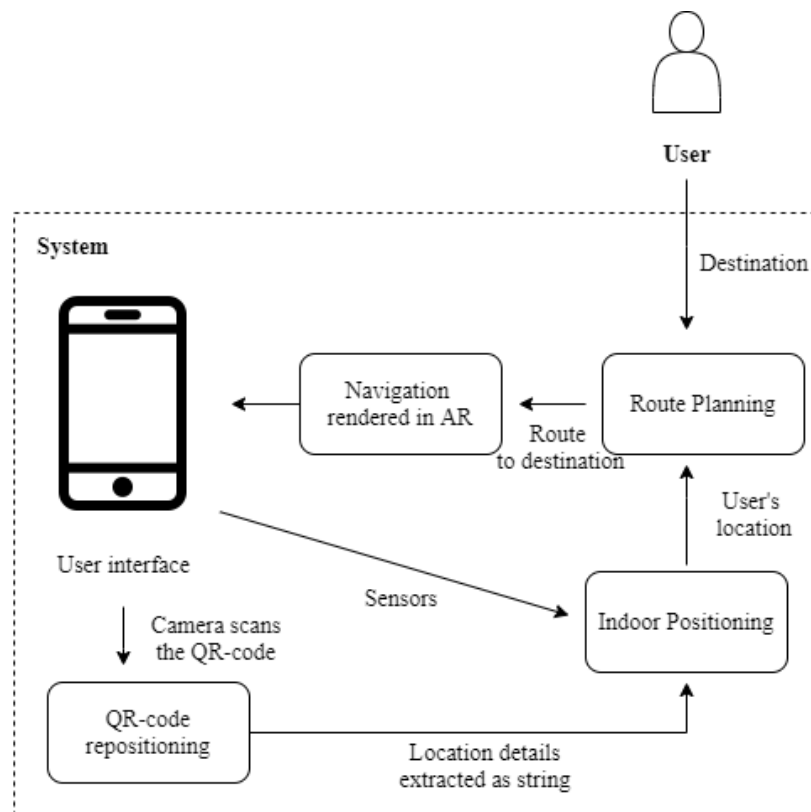 User
System
Destination
Navigation
rendered in AR
Route Planning
Route
to destination
User's
location
User interface
Sensors
Indoor Positioning
Camera scans
the QR-code
QR-code
repositioning
Location details
extracted as string